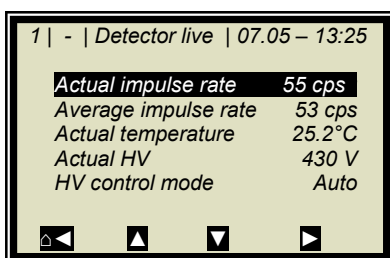 1 | - | Detector live | 07.05 – 13:25
Actual impulse rate 55 cps
Average impulse rate 53 cps
Actual temperature 25.2°C
Actual HV 430 V
HV control mode Auto